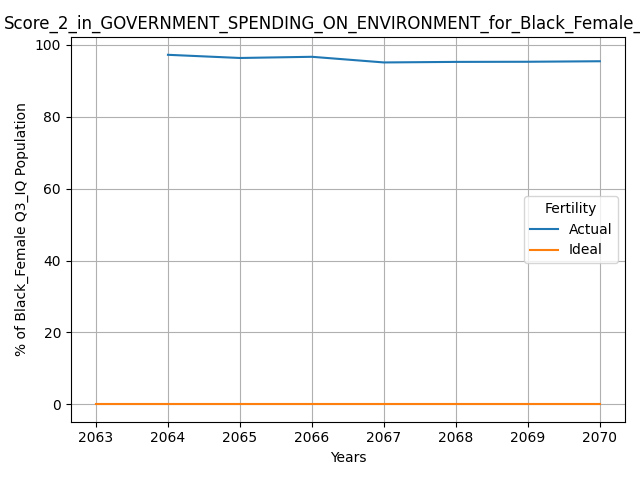 Score_2_in_GOVERNMENT_SPENDING_ON_ENVIRONMENT_for_Black_Female_
100
80
60
40
20
0
% of Black_Female Q3_IQ Population
Fertility
Actual
Ideal
2063 2064 2065 2066 2067 2068 2069 2070
Years